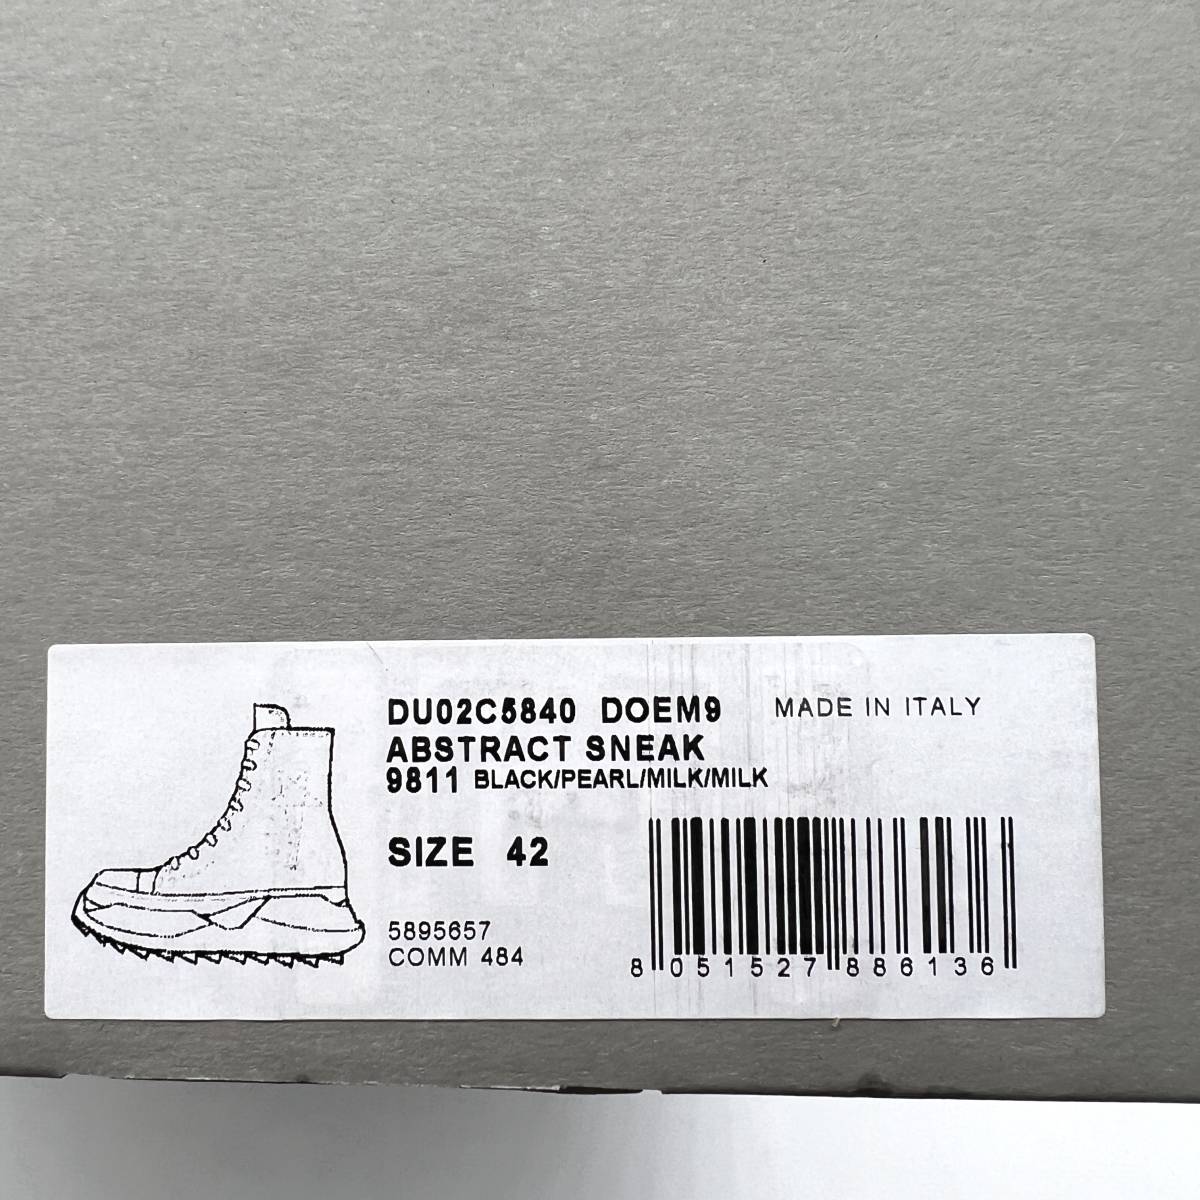 DU02C5840 DOEM9 MADE IN ITALY
ABSTRACT SNEAK
9811 BLACK/PEARL/MILK/MILK
SIZE 42
5895657
COMM 484
8 051527 886136